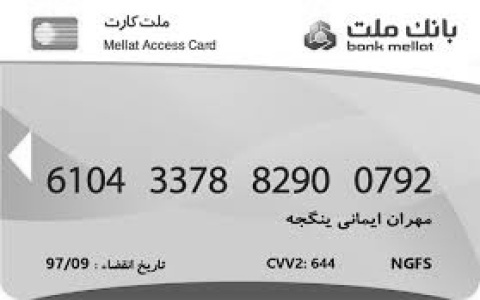 ملت کارت
Mellat Access Card
بانک ملت
bank mellat
6104 3378 8290 0792
مهران ایمانی ینگجه
تاریخ انقضاء : 97/09 CVV2: 644 NGFS